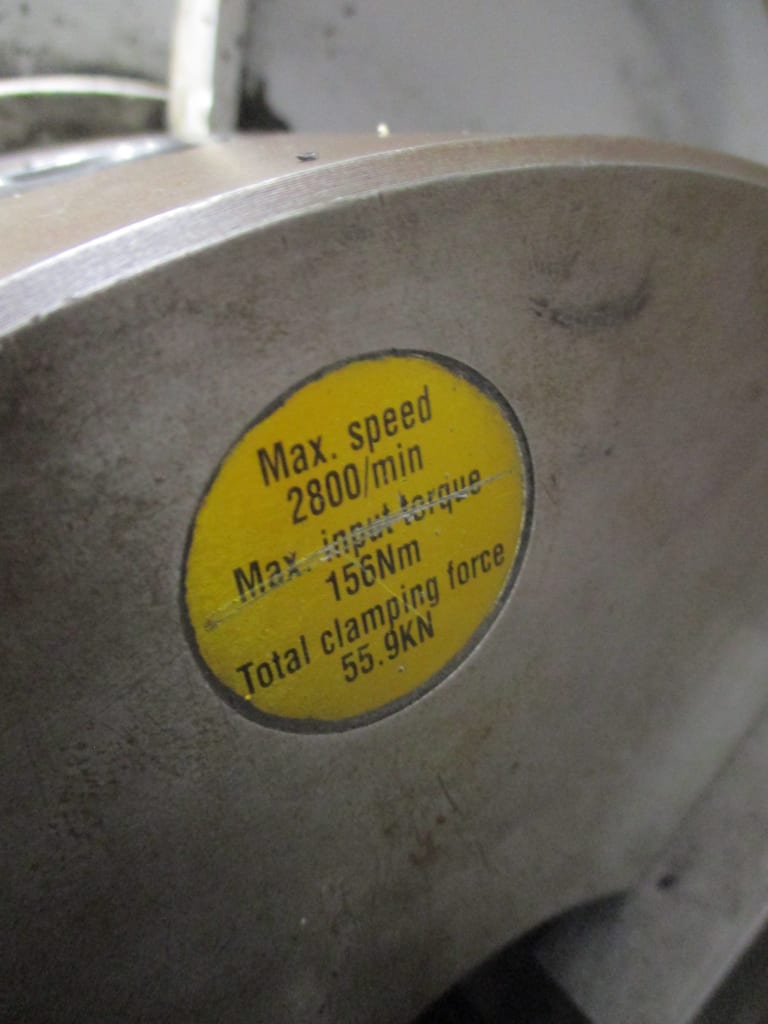 Max. speed
2800/min
Max. input torque
156Nm
Total clamping force
55.9KN